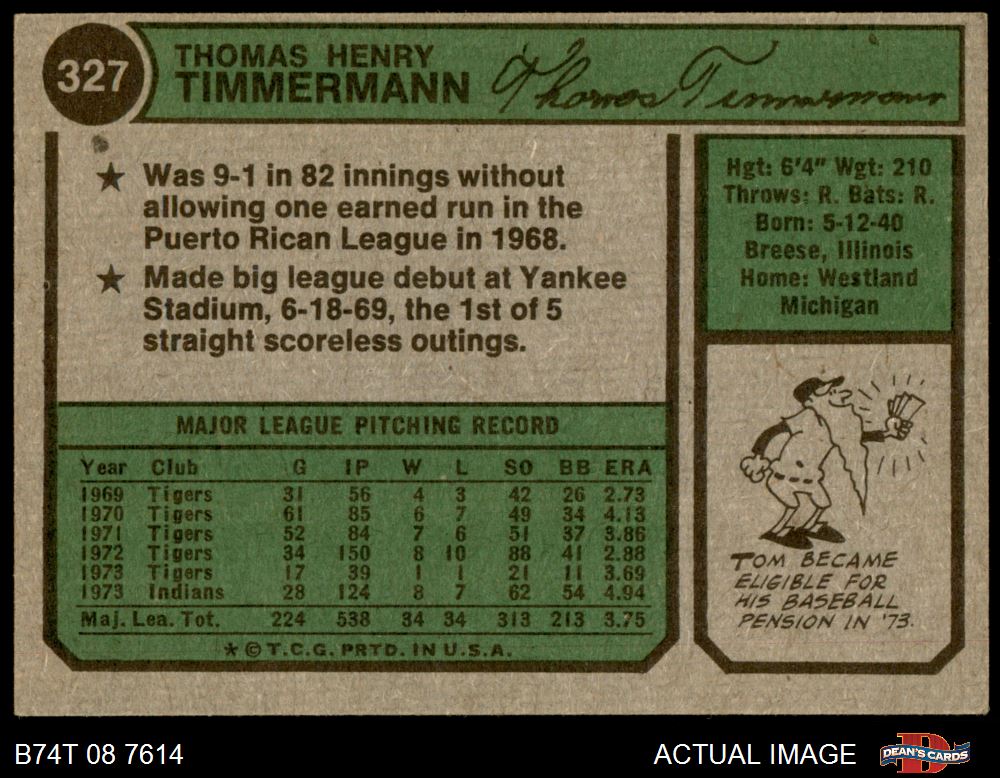 327
THOMAS HENRY
TIMMERMANN
Thomas Timmermann
★ Was 9-1 in 82 innings without
allowing one earned run in the
Puerto Rican League in 1968.
★ Made big league debut at Yankee
Stadium, 6-18-69, the 1st of 5
straight scoreless outings.
Hgt: 6'4" Wgt: 210
Throws: R. Bats: R.
Born: 5-12-40
Breese, Illinois
Home: Westland
Michigan
MAJOR LEAGUE PITCHING RECORD
Year Club G IP W L SO BB ERA
1969 Tigers 31 56 4 3 42 26 2.73
1970 Tigers 61 85 6 7 49 34 4.13
1971 Tigers 52 84 7 6 51 37 3.86
1972 Tigers 34 150 8 10 88 41 2.88
1973 Tigers 17 39 1 1 21 11 3.69
1973 Indians 28 124 8 7 62 54 4.94
Maj. Lea. Tot. 224 538 34 34 313 213 3.75
★ © T.C.G. PRTD. IN U.S.A.
TOM BECAME
ELIGIBLE FOR
HIS BASEBALL
PENSION IN '73.
B74T 08 7614
ACTUAL IMAGE
D
DEAN'S CARDS